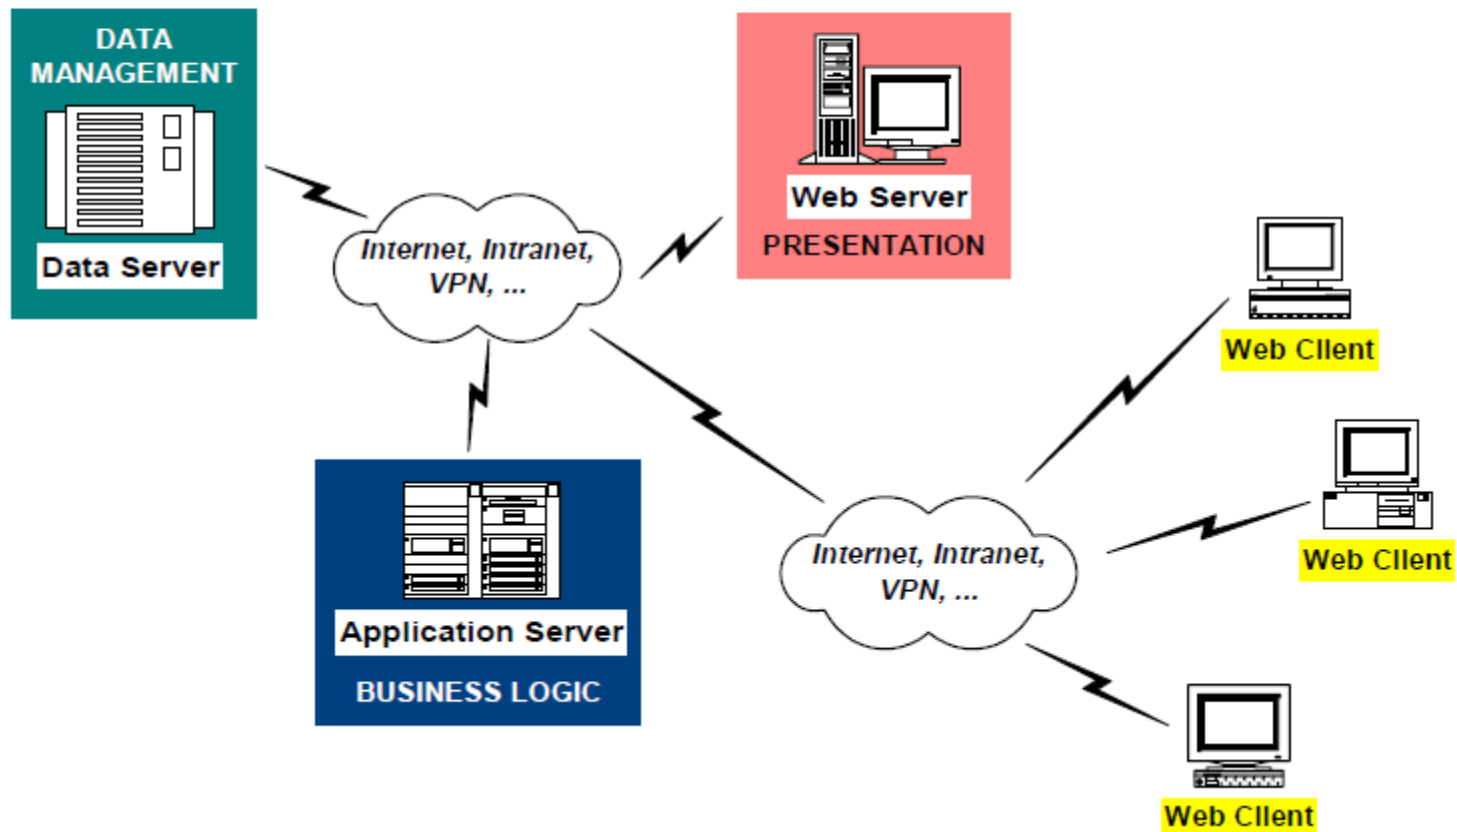 DATA
MANAGEMENT
Data Server
Web Server
PRESENTATION
Internet, Intranet,
VPN, ...
Web Client
Web Client
Internet, Intranet,
VPN, ...
Application Server
BUSINESS LOGIC
Web Client